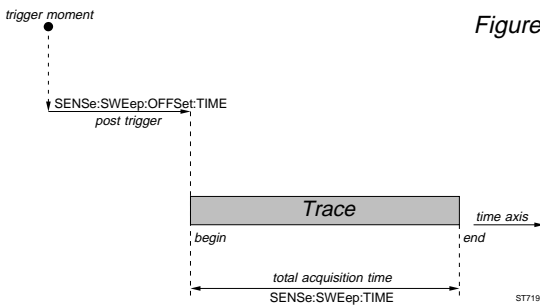 trigger moment
Figure
SENSe:SWEep:OFFSet:TIME
post trigger
Trace
time axis
begin
end
total acquisition time
SENSe:SWEep:TIME
ST719